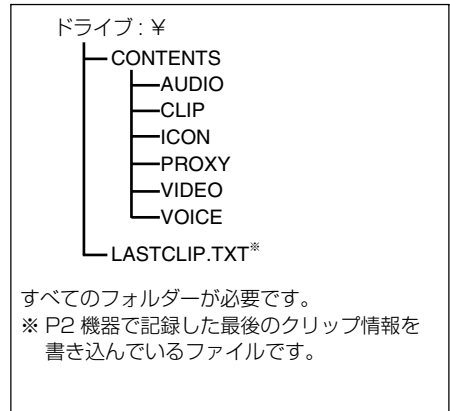 ドライブ : ¥
CONTENTS
AUDIO
CLIP
ICON
PROXY
VIDEO
VOICE
LASTCLIP.TXT※
すべてのフォルダーが必要です。
※ P2 機器で記録した最後のクリップ情報を
書き込んでいるファイルです。